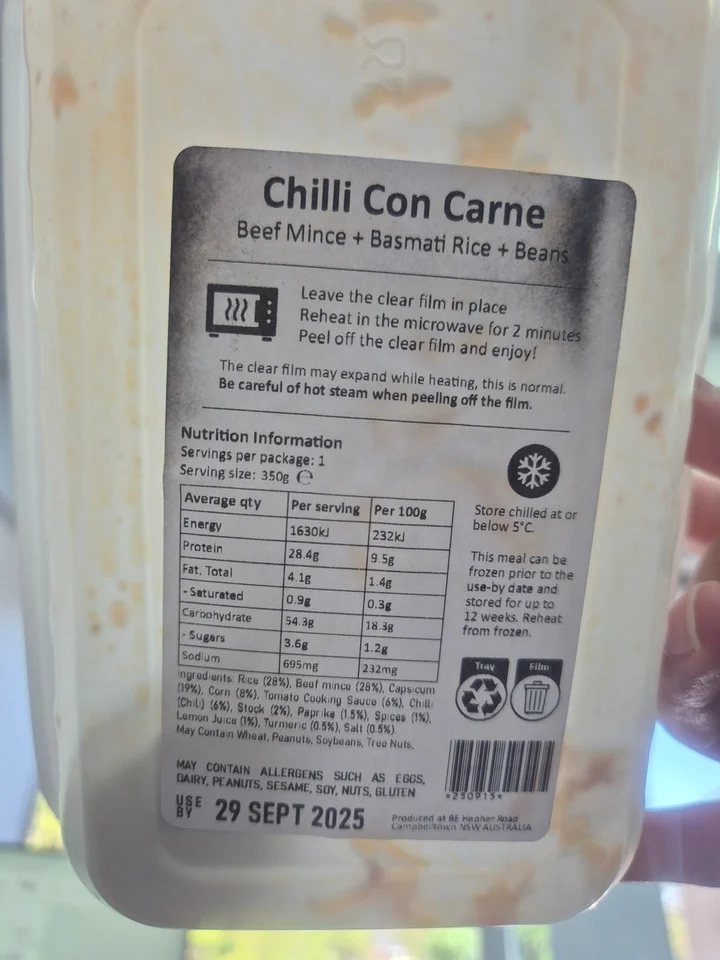 Chilli Con Carne
Beef Mince + Basmati Rice + Beans
Leave the clear film in place
Reheat in the microwave for 2 minutes
Peel off the clear film and enjoy!
The clear film may expand while heating, this is normal.
Be careful of hot steam when peeling off the film.
Nutrition Information
Servings per package: 1
Serving size: 350g ℮
Average qty Per serving Per 100g
Energy 1630kJ 232kJ
Protein 28.4g 9.5g
Fat, Total 4.1g 1.4g
- Saturated 0.9g 0.3g
Carbohydrate 54.3g 18.3g
- Sugars 3.6g 1.2g
Sodium 695mg 232mg
Store chilled at or
below 5°C.
This meal can be
frozen prior to the
use-by date and
stored for up to
12 weeks. Reheat
from frozen.
Tray Film
Ingredients: Rice (28%), Beef mince (28%), Capsicum
(19%), Corn (8%), Tomato Cooking Sauce (6%), Chilli
(Chili) (6%), Stock (2%), Paprika (1.5%), Spices (1%),
Lemon Juice (1%), Turmeric (0.5%), Salt (0.5%).
May Contain Wheat, Peanuts, Soybeans, Tree Nuts,
MAY CONTAIN ALLERGENS SUCH AS EGGS,
DAIRY, PEANUTS, SESAME, SOY, NUTS, GLUTEN
*250915*
USE BY 29 SEPT 2025
Produced at 8E Hepher Road
Campbelltown NSW AUSTRALIA